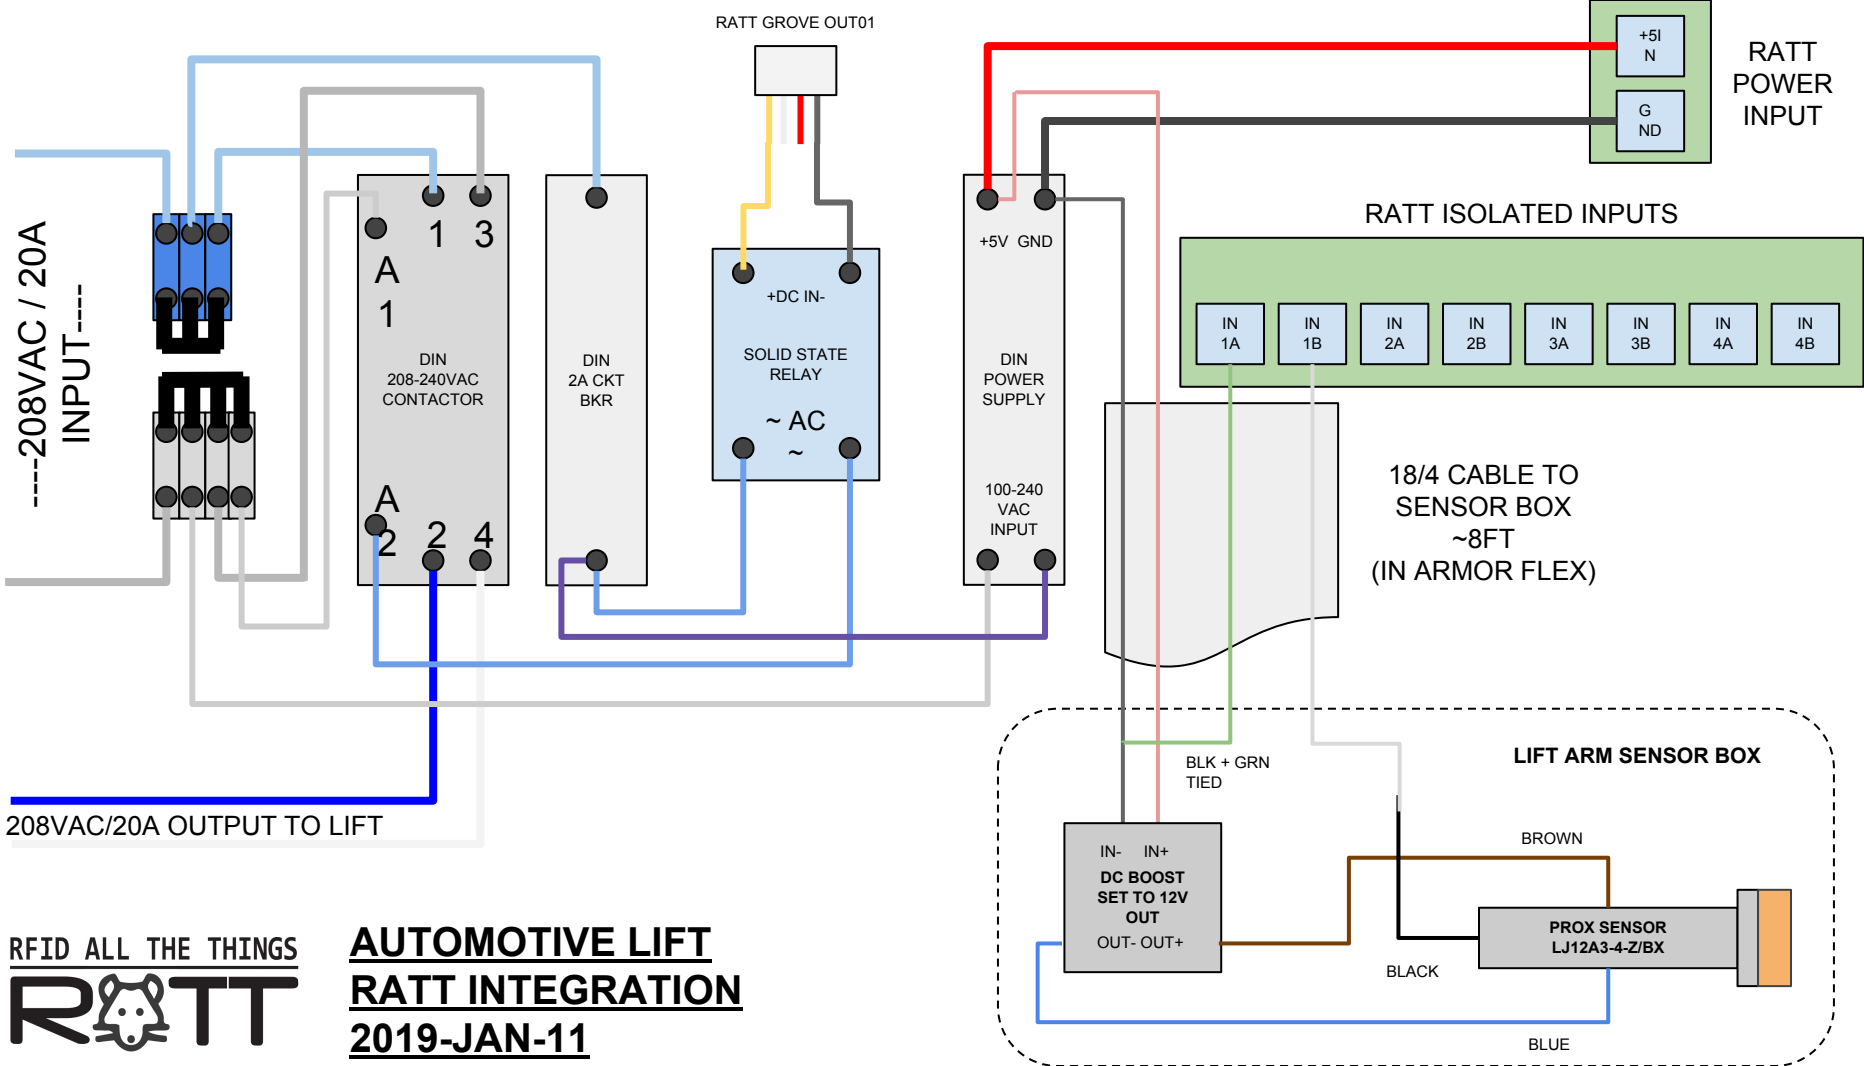 RATT GROVE OUT01
+5I
N
G
ND
RATT
POWER
INPUT
----208VAC / 20A
INPUT----
A
1
1 3
DIN
208-240VAC
CONTACTOR
A
2
2 4
DIN
2A CKT
BKR
+DC IN-
SOLID STATE
RELAY
~ AC
~
+5V GND
DIN
POWER
SUPPLY
100-240
VAC
INPUT
RATT ISOLATED INPUTS
IN
1A
IN
1B
IN
2A
IN
2B
IN
3A
IN
3B
IN
4A
IN
4B
18/4 CABLE TO
SENSOR BOX
~8FT
(IN ARMOR FLEX)
208VAC/20A OUTPUT TO LIFT
BLK + GRN
TIED
LIFT ARM SENSOR BOX
IN- IN+
DC BOOST
SET TO 12V
OUT
OUT- OUT+
BROWN
PROX SENSOR
LJ12A3-4-Z/BX
BLACK
BLUE
RFID ALL THE THINGS
RATT
AUTOMOTIVE LIFT
RATT INTEGRATION
2019-JAN-11